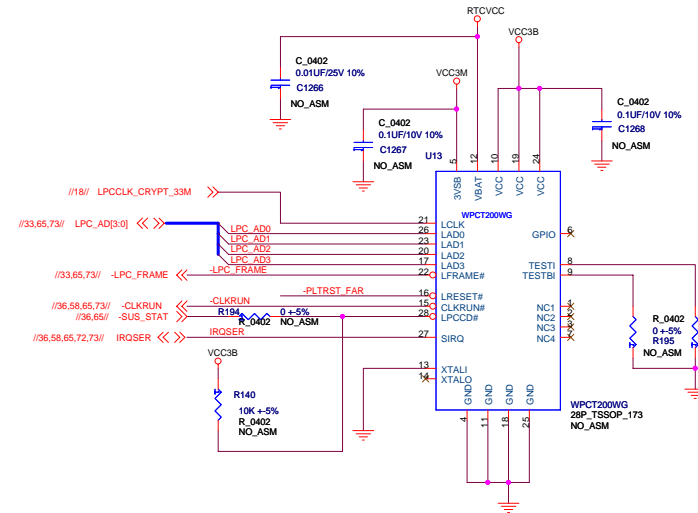 RTCVCC
VCC3B
VCC3M
C_0402
0.01UF/25V 10%
C1266
NO_ASM
C_0402
0.1UF/10V 10%
C1267
NO_ASM
C_0402
0.1UF/10V 10%
C1268
NO_ASM
U13
5
12
10
19
24
3VSB
VBAT
VCC
VCC
VCC
WPCT200WG
//18// LPCCLK_CRYPT_33M
21 LCLK
//33,65,73// LPC_AD[3:0]
LPC_AD0 26 LAD0
LPC_AD1 23 LAD1
LPC_AD2 20 LAD2
LPC_AD3 17 LAD3
//33,65,73// -LPC_FRAME -LPC_FRAME 22 LFRAME#
-PLTRST_FAR 16 LRESET#
//36,58,65,73// -CLKRUN -CLKRUN 15 CLKRUN#
//36,65// -SUS_STAT R194 0 +-5% 28 LPCCD#
R_0402 NO_ASM
//36,58,65,72,73// IRQSER IRQSER 27 SIRQ
13 XTALI
14 XTALO
GPIO 6
TESTI 8
TESTBI 9
NC1 1
NC2 2
NC3 3
NC4
GND
GND
GND
GND
4
11
18
25
VCC3B
R140
10K +-5%
R_0402
NO_ASM
R_0402
0 +-5%
R195
NO_ASM
WPCT200WG
28P_TSSOP_173
NO_ASM